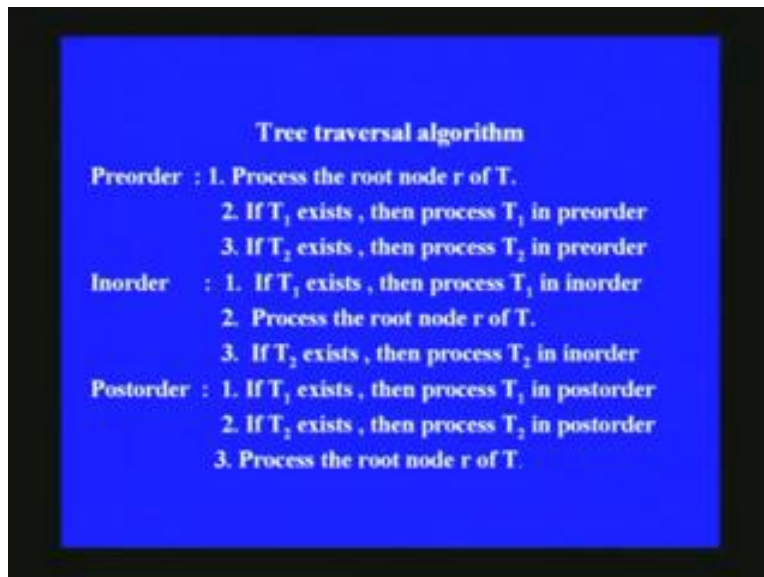 Tree traversal algorithm
Preorder : 1. Process the root node r of T.
2. If T₁ exists , then process T₁ in preorder
3. If T₂ exists , then process T₂ in preorder
Inorder : 1. If T₁ exists , then process T₁ in inorder
2. Process the root node r of T.
3. If T₂ exists , then process T₂ in inorder
Postorder : 1. If T₁ exists , then process T₁ in postorder
2. If T₂ exists , then process T₂ in postorder
3. Process the root node r of T.